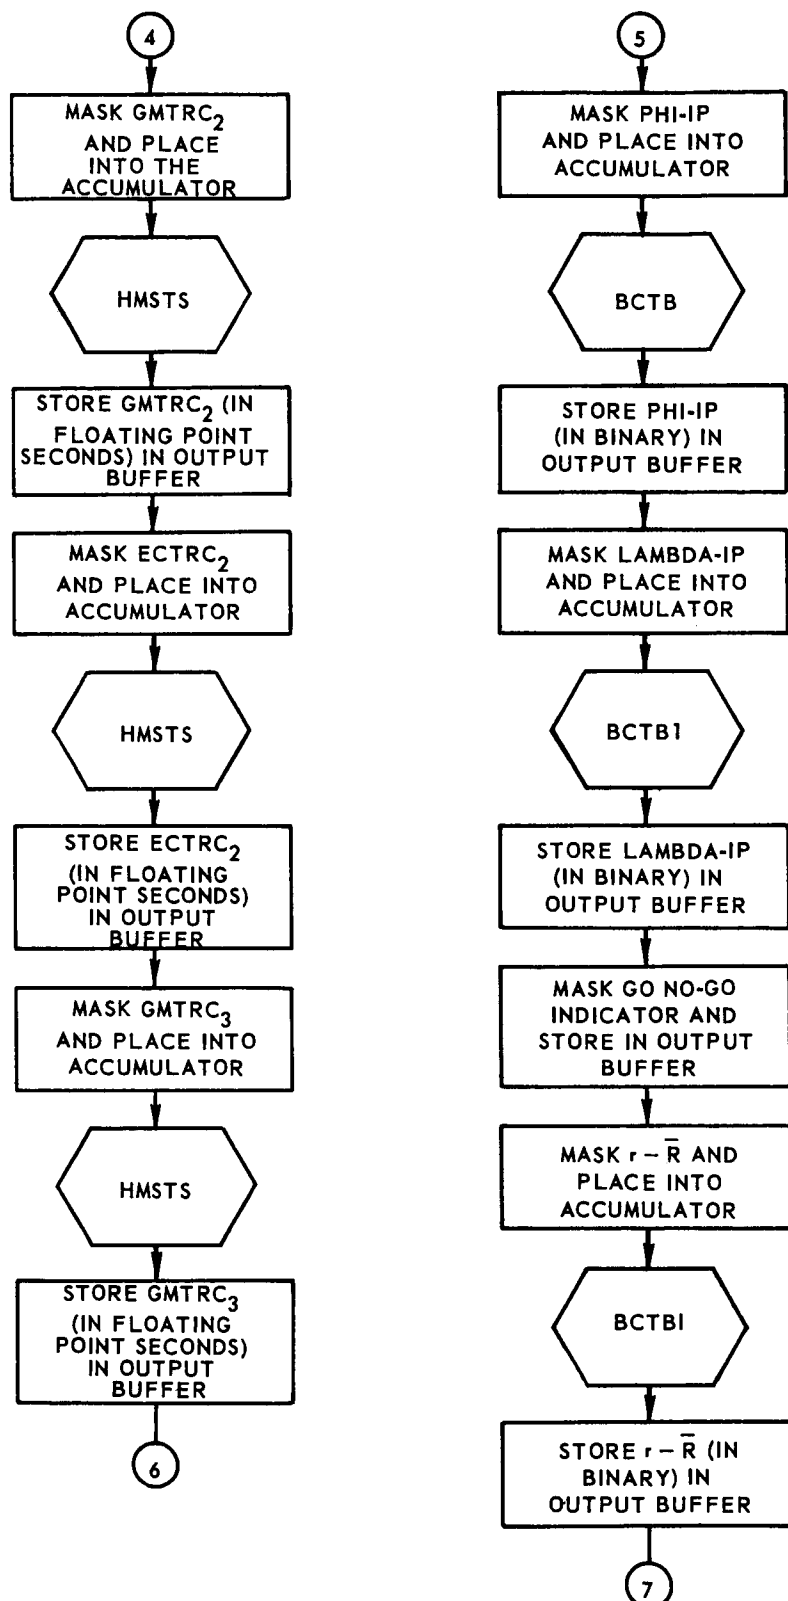 4
MASK GMTRC₂
AND PLACE
INTO THE
ACCUMULATOR
HMSTS
STORE GMTRC₂ (IN
FLOATING POINT
SECONDS) IN OUTPUT
BUFFER
MASK ECTRC₂
AND PLACE INTO
ACCUMULATOR
HMSTS
STORE ECTRC₂
(IN FLOATING
POINT SECONDS)
IN OUTPUT
BUFFER
MASK GMTRC₃
AND PLACE INTO
ACCUMULATOR
HMSTS
STORE GMTRC₃
(IN FLOATING
POINT SECONDS)
IN OUTPUT
BUFFER
6
5
MASK PHI-IP
AND PLACE INTO
ACCUMULATOR
BCTB
STORE PHI-IP
(IN BINARY) IN
OUTPUT BUFFER
MASK LAMBDA-IP
AND PLACE INTO
ACCUMULATOR
BCTB1
STORE LAMBDA-IP
(IN BINARY) IN
OUTPUT BUFFER
MASK GO NO-GO
INDICATOR AND
STORE IN OUTPUT
BUFFER
MASK r – R̅ AND
PLACE INTO
ACCUMULATOR
BCTBI
STORE r – R̅ (IN
BINARY) IN
OUTPUT BUFFER
7